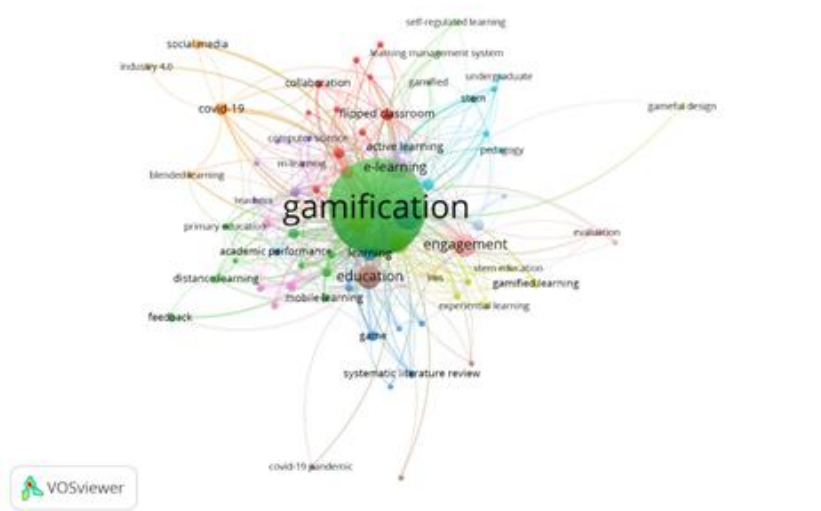 self-regulated learning
social media
learning management system
industry 4.0
collaboration
gamified
undergraduate
stem
covid-19
flipped classroom
gameful design
computer science
active learning
pedagogy
m-learning
e-learning
blended learning
teachers
gamification
primary education
evaluation
engagement
academic performance
learning
stem education
distance learning
education
gamified learning
mobile learning
experiential learning
feedback
game
systematic literature review
covid-19 pandemic
VOSviewer